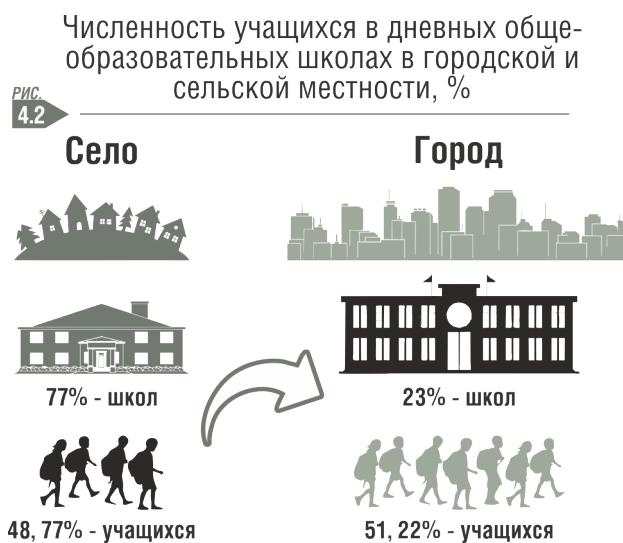 Численность учащихся в дневных обще-
образовательных школах в городской и
сельской местности, %
РИС.
4.2
Село
Город
77% - школ
23% - школ
48, 77% - учащихся
51, 22% - учащихся